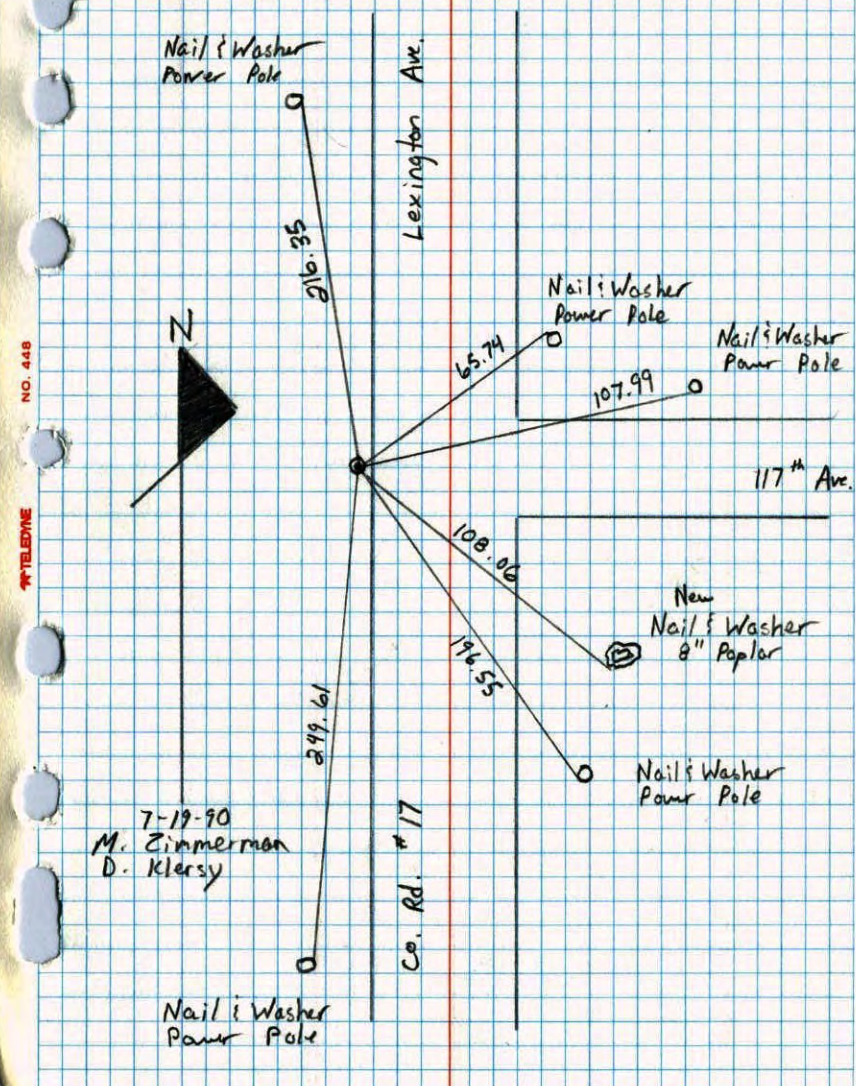 Nail & Washer
Power Pole
Lexington Ave.
216.35
N
Nail & Washer
Power Pole
65.74
Nail & Washer
Power Pole
107.99
NO. 448
117th Ave.
TELEDYNE
108.06
New
Nail & Washer
8" Poplar
196.55
249.61
Nail & Washer
Power Pole
7-19-90
M. Zimmerman
D. Klersy
Co. Rd. #17
Nail & Washer
Power Pole